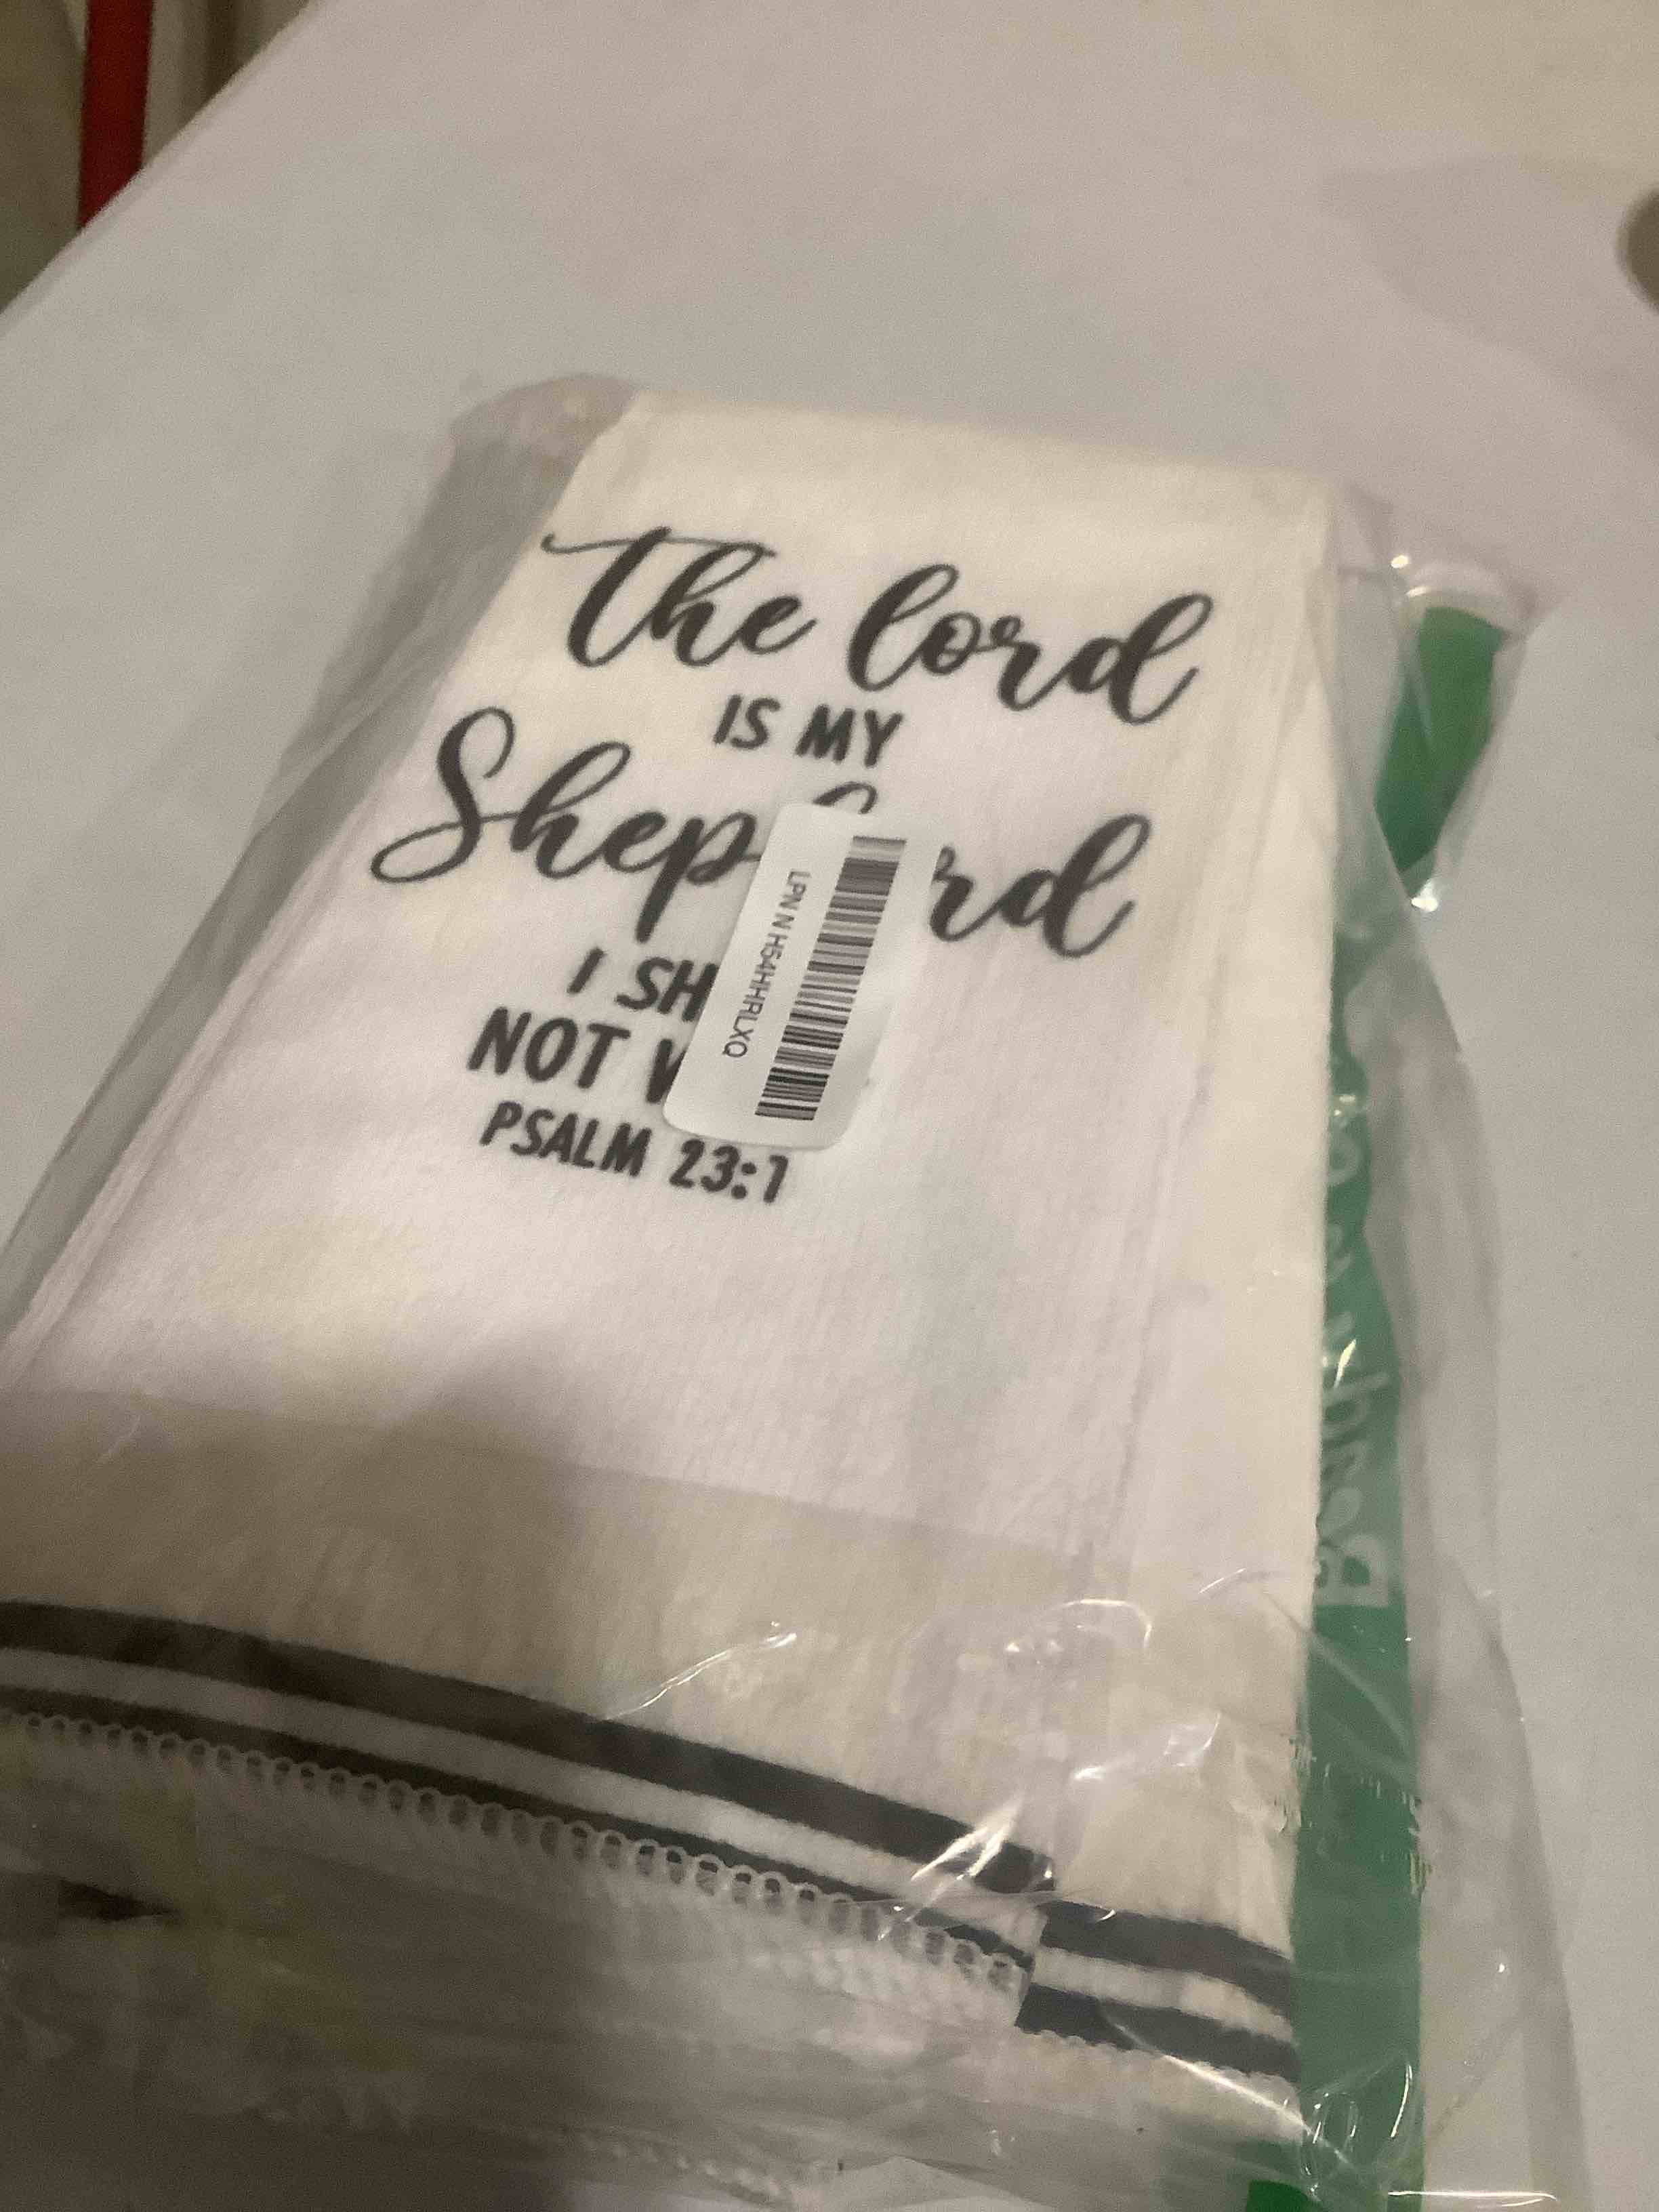 the lord
IS MY
Shep rd
I SH
NOT
PSALM 23:1
LPN N H54HHRLXQ